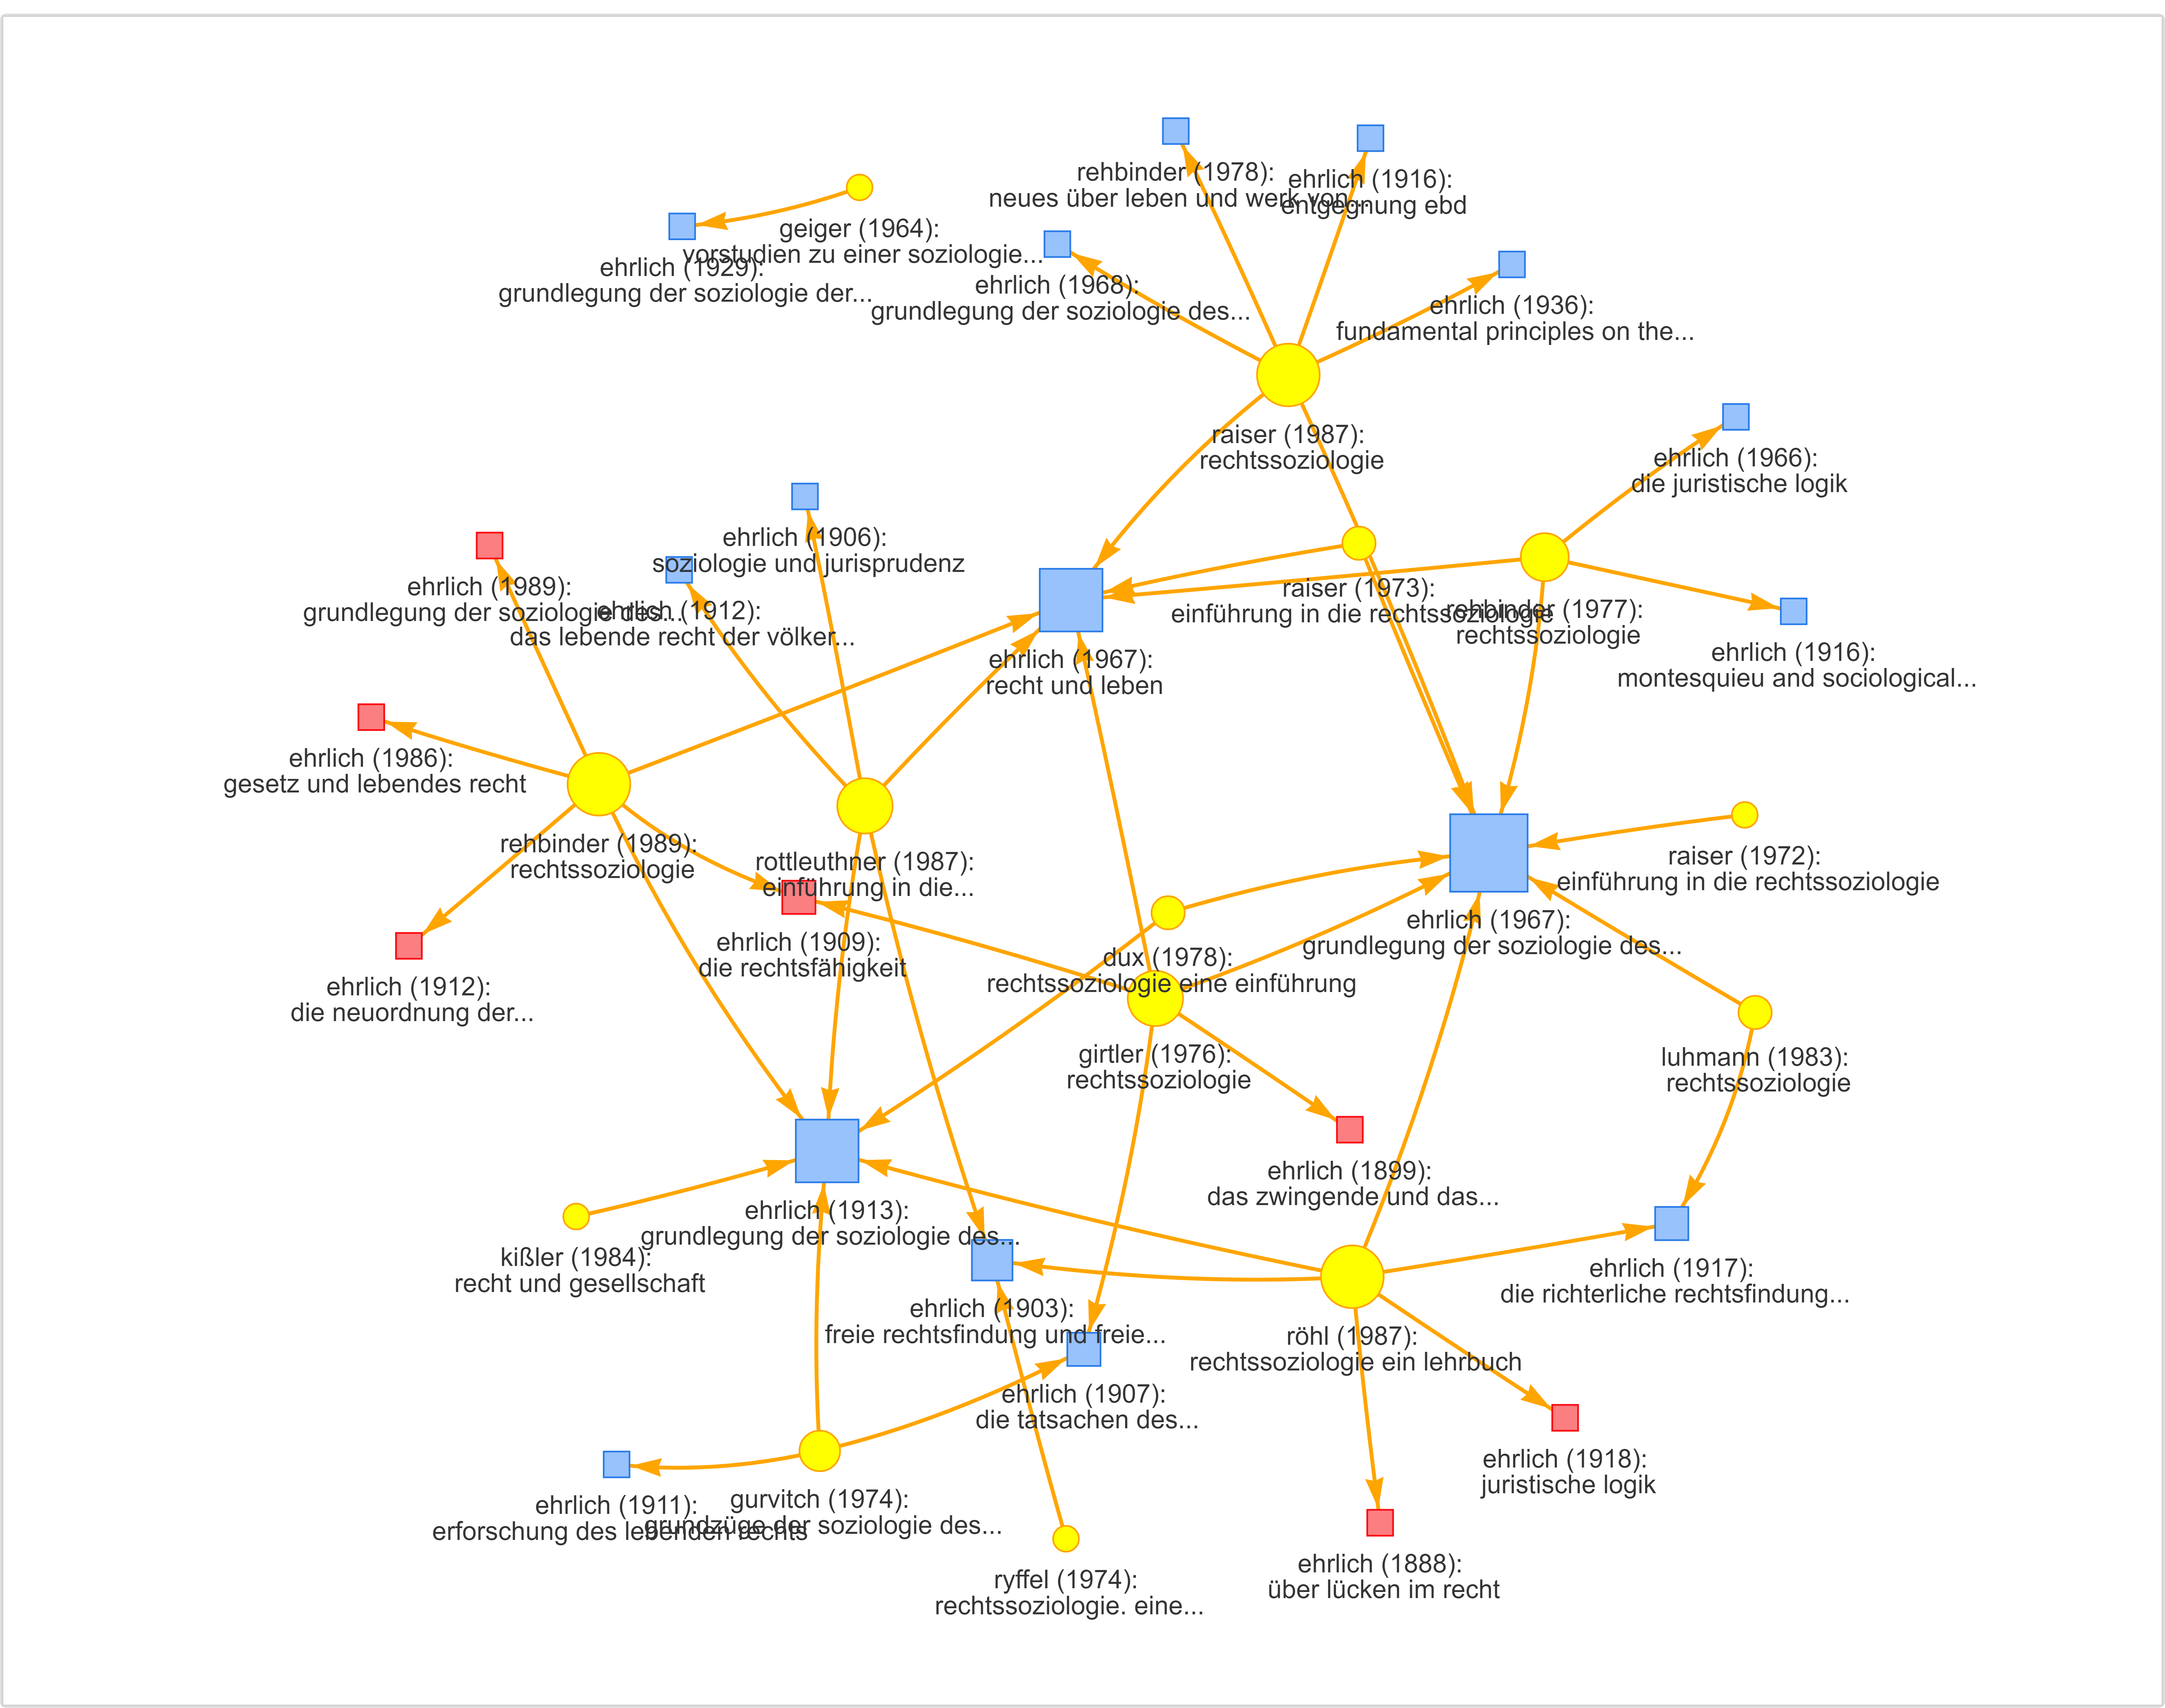 rehbinder (1978):
neues über leben und werk von...
ehrlich (1916):
entgegnung ebd
geiger (1964):
vorstudien zu einer soziologie...
ehrlich (1929):
grundlegung der soziologie der...
ehrlich (1968):
grundlegung der soziologie des...
ehrlich (1936):
fundamental principles on the...
raiser (1987):
rechtssoziologie
ehrlich (1966):
die juristische logik
ehrlich (1906):
soziologie und jurisprudenz
ehrlich (1989):
grundlegung der soziologie des...
ehrlich (1912):
das lebende recht der völker...
raiser (1973):
einführung in die rechtssoziologie
rehbinder (1977):
rechtssoziologie
ehrlich (1916):
montesquieu and sociological...
ehrlich (1967):
recht und leben
ehrlich (1986):
gesetz und lebendes recht
rehbinder (1989):
rechtssoziologie
rottleuthner (1987):
einführung in die...
raiser (1972):
einführung in die rechtssoziologie
ehrlich (1967):
grundlegung der soziologie des...
ehrlich (1909):
die rechtsfähigkeit
dux (1978):
rechtssoziologie eine einführung
ehrlich (1912):
die neuordnung der...
girtler (1976):
rechtssoziologie
luhmann (1983):
rechtssoziologie
ehrlich (1899):
das zwingende und das...
ehrlich (1913):
grundlegung der soziologie des...
kißler (1984):
recht und gesellschaft
ehrlich (1917):
die richterliche rechtsfindung...
ehrlich (1903):
freie rechtsfindung und freie...
röhl (1987):
rechtssoziologie ein lehrbuch
ehrlich (1907):
die tatsachen des...
ehrlich (1918):
juristische logik
ehrlich (1911):
erforschung des lebenden rechts
gurvitch (1974):
grundzüge der soziologie des...
ryffel (1974):
rechtssoziologie. eine...
ehrlich (1888):
über lücken im recht